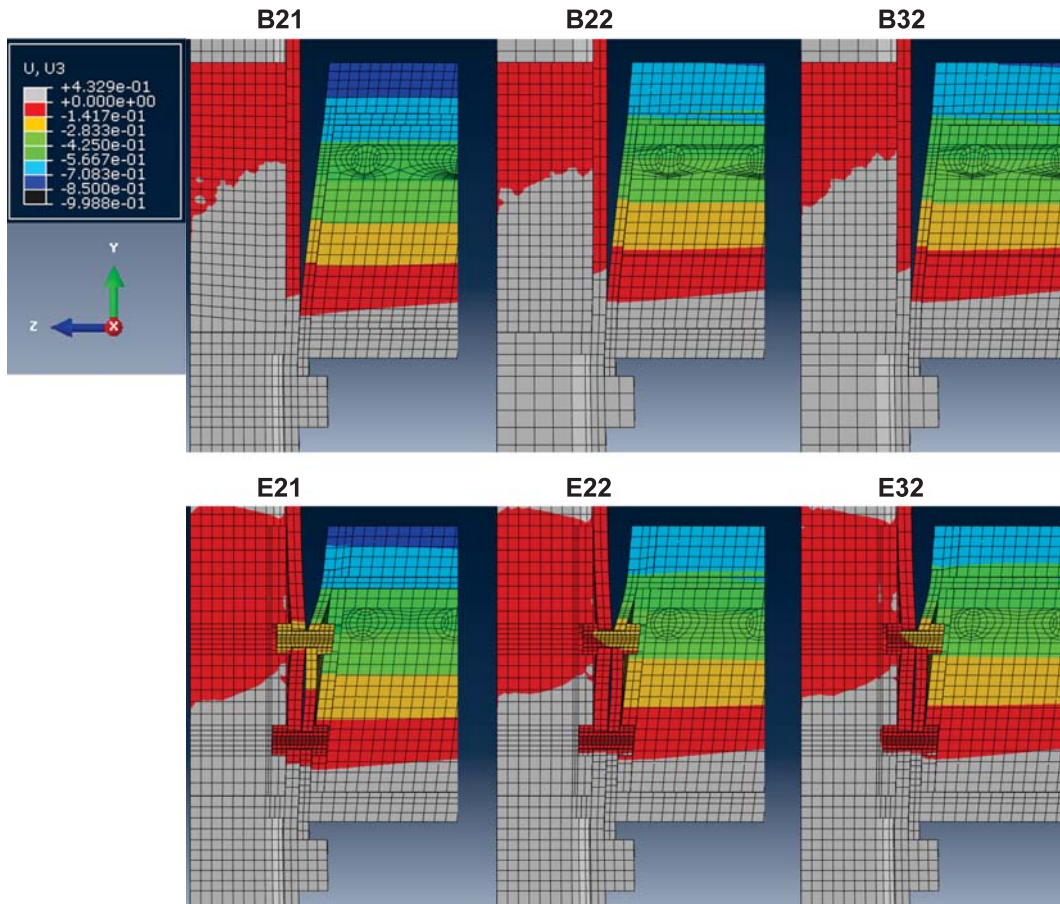 B21 B22 B32
U, U3
+4.329e-01
+0.000e+00
-1.417e-01
-2.833e-01
-4.250e-01
-5.667e-01
-7.083e-01
-8.500e-01
-9.988e-01
Y
Z X
E21 E22 E32